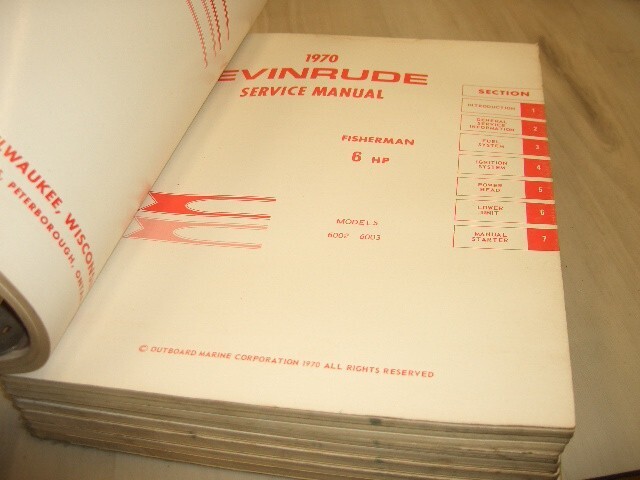 MILWAUKEE, WISCONSIN
PETERBOROUGH,
1970
EVINRUDE
SERVICE MANUAL
FISHERMAN
6 HP
MODELS
6002 6003
SECTION
INTRODUCTION 1
GENERAL
SERVICE
INFORMATION 2
FUEL
SYSTEM 3
IGNITION
SYSTEM 4
POWER
HEAD 5
LOWER
UNIT 6
MANUAL
STARTER 7
© OUTBOARD MARINE CORPORATION 1970 ALL RIGHTS RESERVED